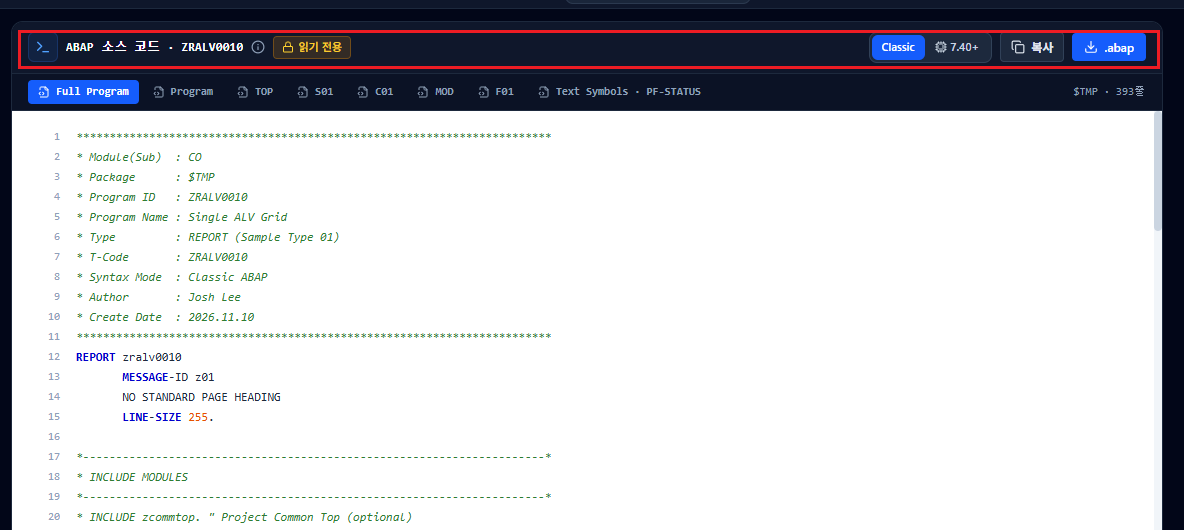 >_ ABAP 소스 코드 · ZRALV0010 읽기 전용 Classic 7.40+ 복사 .abap
Full Program Program TOP S01 C01 MOD F01 Text Symbols · PF-STATUS $TMP · 393줄
1 ************************************************************************
2 * Module(Sub) : CO
3 * Package : $TMP
4 * Program ID : ZRALV0010
5 * Program Name : Single ALV Grid
6 * Type : REPORT (Sample Type 01)
7 * T-Code : ZRALV0010
8 * Syntax Mode : Classic ABAP
9 * Author : Josh Lee
10 * Create Date : 2026.11.10
11 ************************************************************************
12 REPORT zralv0010
13 MESSAGE-ID z01
14 NO STANDARD PAGE HEADING
15 LINE-SIZE 255.
16
17 *----------------------------------------------------------------------*
18 * INCLUDE MODULES
19 *----------------------------------------------------------------------*
20 * INCLUDE zcommtop. " Project Common Top (optional)